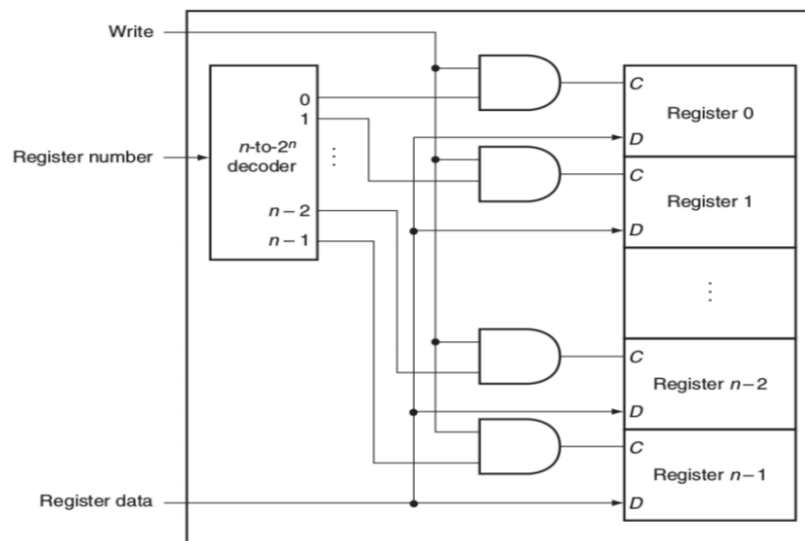 Write
C
0
Register 0
1
n-to-2ⁿ
decoder
⋮
D
Register number
C
Register 1
n−2
D
n−1
⋮
C
Register n−2
D
C
Register n−1
Register data
D